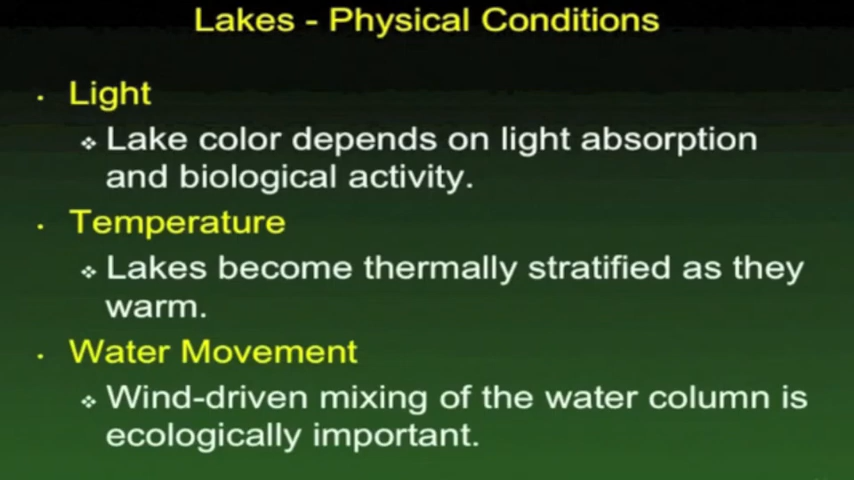 Lakes - Physical Conditions
• Light
❖ Lake color depends on light absorption
and biological activity.
• Temperature
❖ Lakes become thermally stratified as they
warm.
• Water Movement
❖ Wind-driven mixing of the water column is
ecologically important.